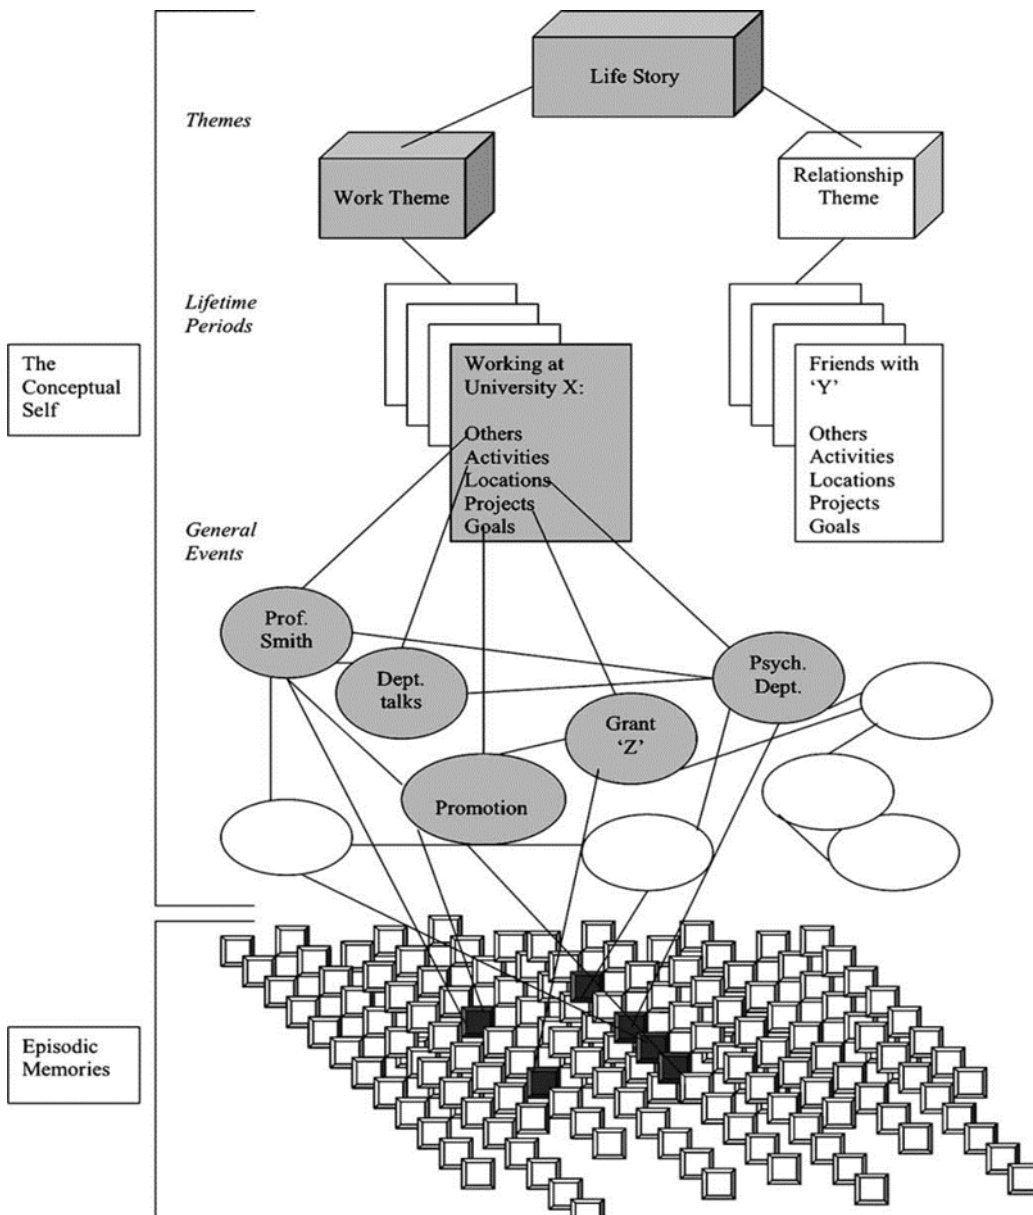 Life Story
Themes
Work Theme
Relationship
Theme
Lifetime
Periods
The
Conceptual
Self
Working at
University X:
Others
Activities
Locations
Projects
Goals
Friends with
‘Y’
Others
Activities
Locations
Projects
Goals
General
Events
Prof.
Smith
Dept.
talks
Psych.
Dept.
Grant
‘Z’
Promotion
Episodic
Memories